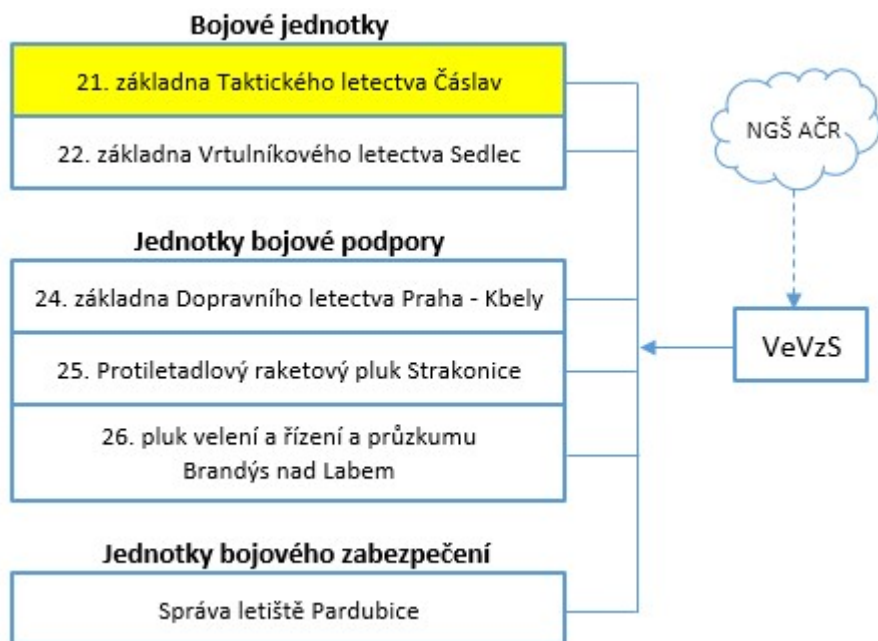 Bojové jednotky
21. základna Taktického letectva Čáslav
22. základna Vrtulníkového letectva Sedlec
Jednotky bojové podpory
24. základna Dopravního letectva Praha - Kbely
25. Protiletadlový raketový pluk Strakonice
26. pluk velení a řízení a průzkumu
Brandýs nad Labem
Jednotky bojového zabezpečení
Správa letiště Pardubice
NGŠ AČR
VeVzS